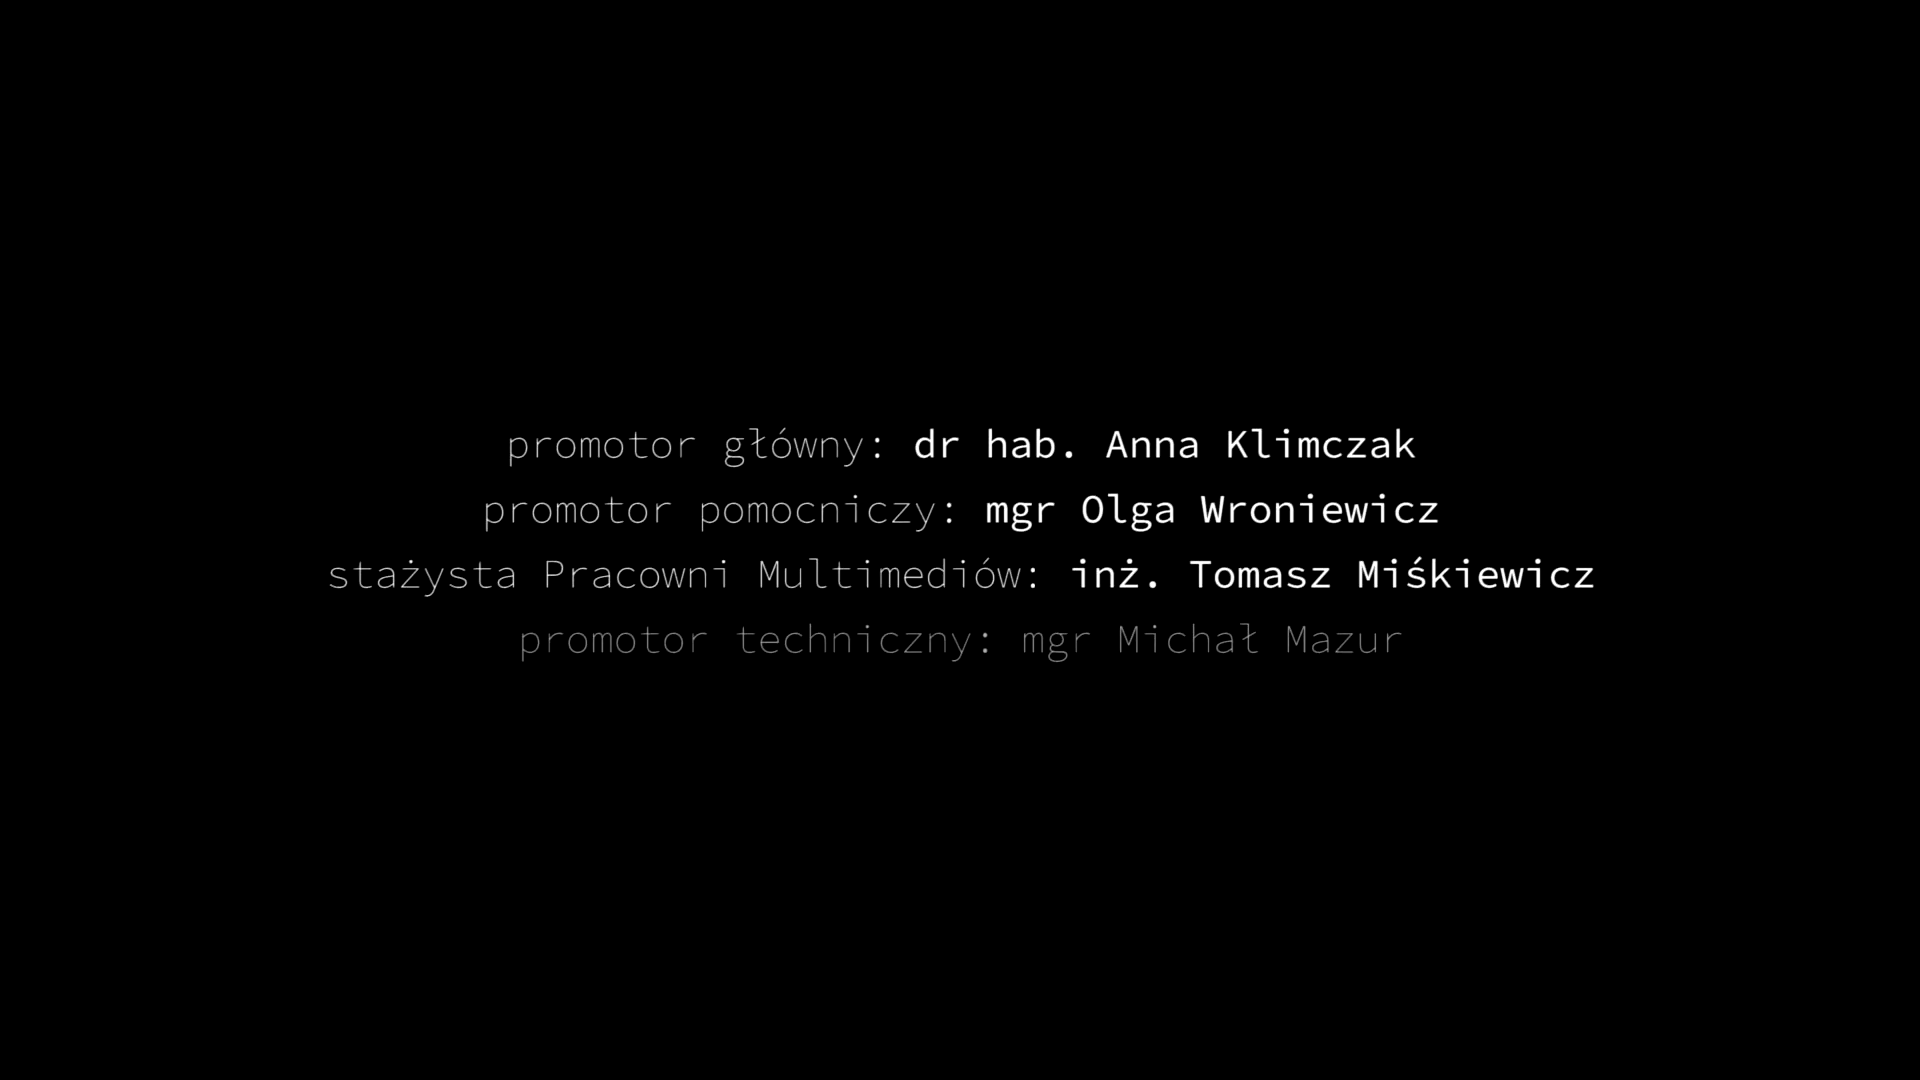 promotor główny: dr hab. Anna Klimczak
promotor pomocniczy: mgr Olga Wroniewicz
stażysta Pracowni Multimediów: inż. Tomasz Miśkiewicz
promotor techniczny: mgr Michał Mazur